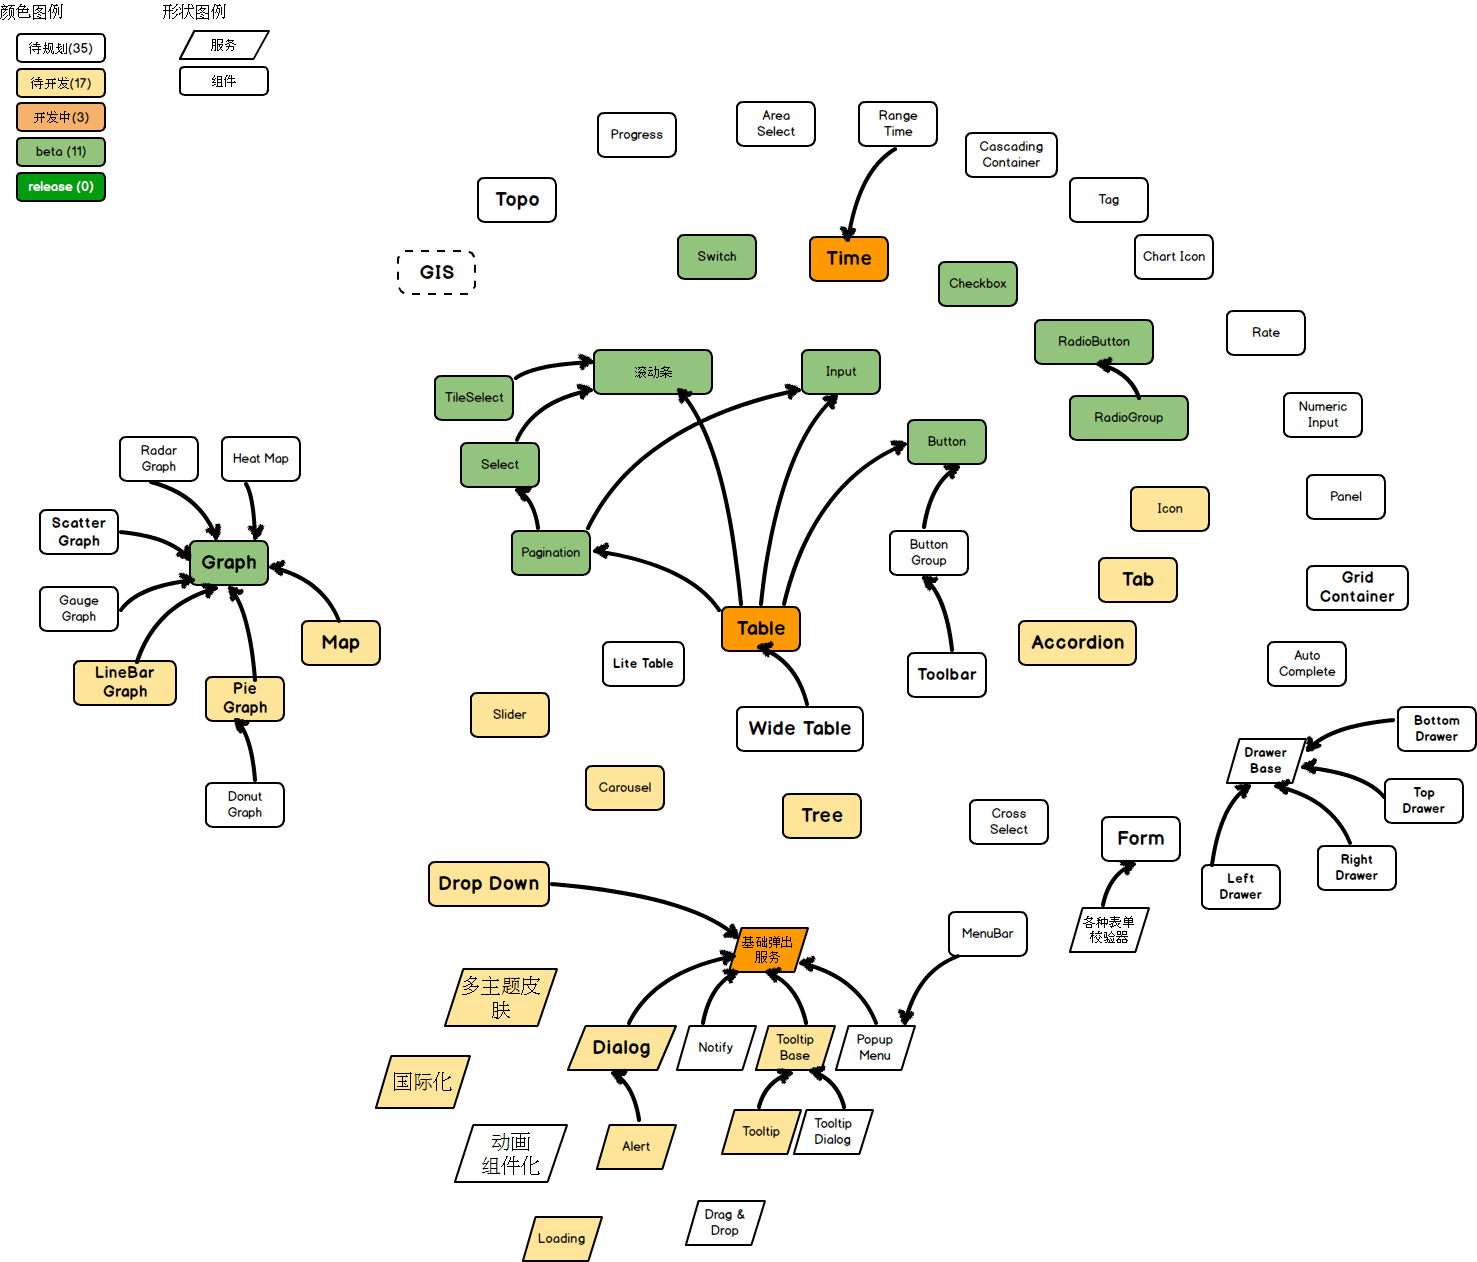 颜色图例
形状图例
待规划(35)
待开发(17)
开发中(3)
beta (11)
release (0)
服务
组件
Progress
Area
Select
Range
Time
Cascading
Container
Topo
Tag
Switch
Time
Chart Icon
GIS
Checkbox
Rate
RadioButton
滚动条
Input
TileSelect
RadioGroup
Numeric
Input
Button
Radar
Graph
Heat Map
Select
Panel
Icon
Scatter
Graph
Graph
Pagination
Button
Group
Tab
Grid
Container
Gauge
Graph
Map
Table
Accordion
Lite Table
Toolbar
Auto
Complete
LineBar
Graph
Pie
Graph
Slider
Wide Table
Bottom
Drawer
Drawer
Base
Donut
Graph
Carousel
Tree
Cross
Select
Form
Top
Drawer
Right
Drawer
Left
Drawer
Drop Down
各种表单
校验器
MenuBar
基础弹出
服务
多主题皮
肤
Dialog
Notify
Tooltip
Base
Popup
Menu
国际化
动画
组件化
Alert
Tooltip
Tooltip
Dialog
Loading
Drag &
Drop